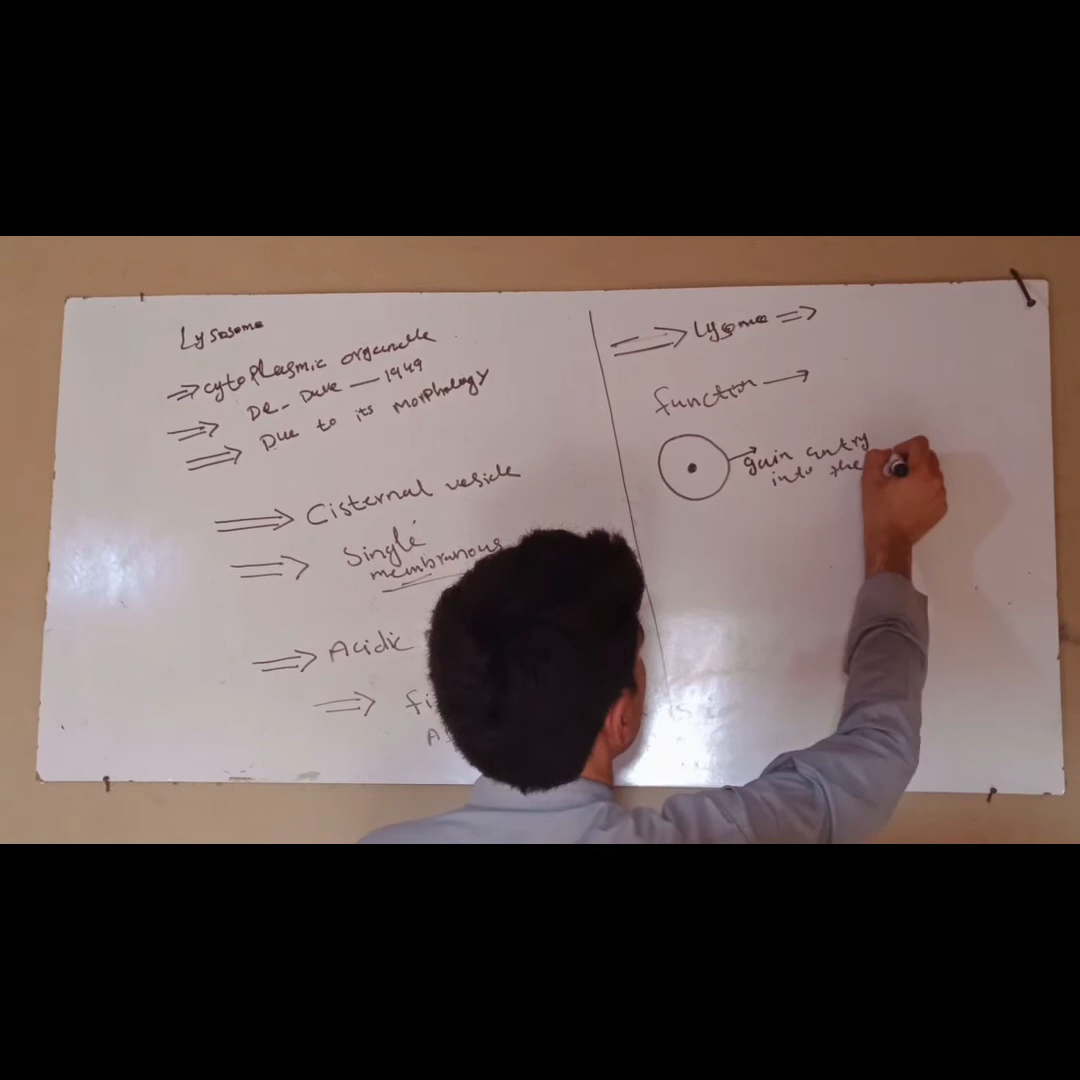 Lysosome
⇒ cytoplasmic organelle
⇒ De - Duve — 1949
⇒ Due to its morphology
⇒ Cisternal vesicle
⇒ Single
membranous
⇒ Acidic
⇒ Lysome ⇒
function →
→ gain entry
into the